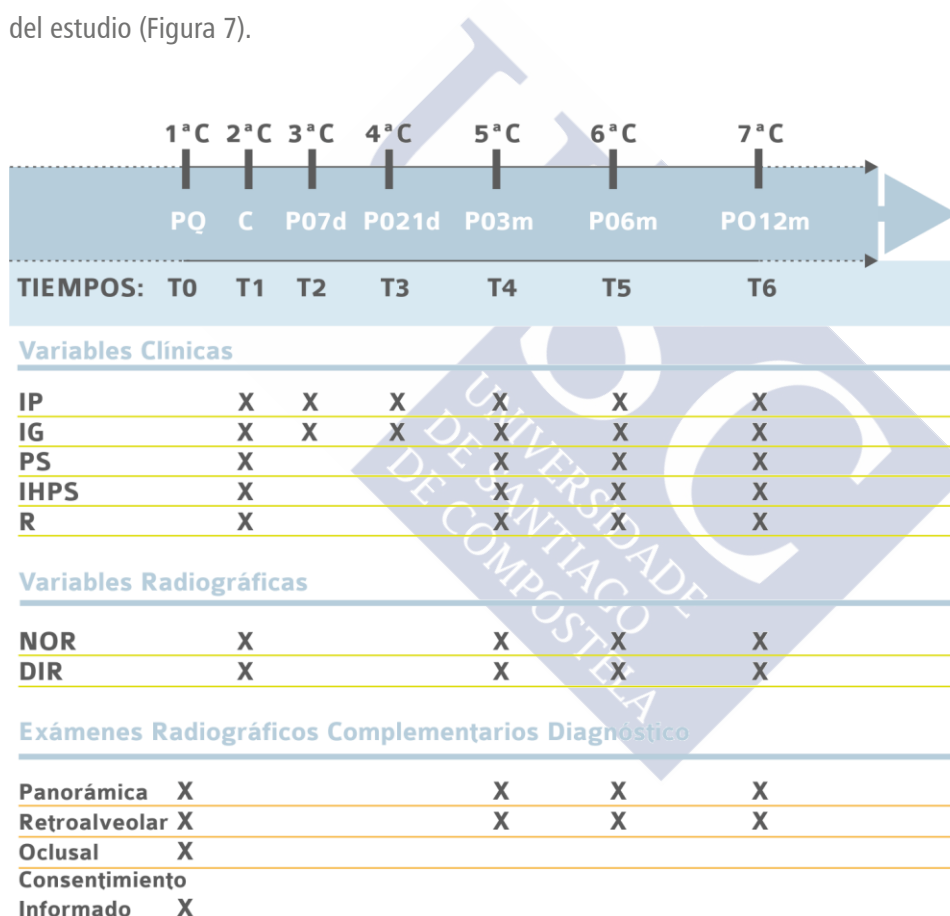 del estudio (Figura 7).
1ªC 2ªC 3ªC 4ªC 5ªC 6ªC 7ªC
PQ C P07d P021d P03m P06m PO12m
TIEMPOS: T0 T1 T2 T3 T4 T5 T6
Variables Clínicas
IP X X X X X X
IG X X X X X X
PS X X X X
IHPS X X X X
R X X X X
Variables Radiográficas
NOR X X X X
DIR X X X X
Exámenes Radiográficos Complementarios Diagnóstico
Panorámica X X X X
Retroalveolar X X X X
Oclusal X
Consentimiento
Informado X
USC
UNIVERSIDADE
DE SANTIAGO
DE COMPOSTELA